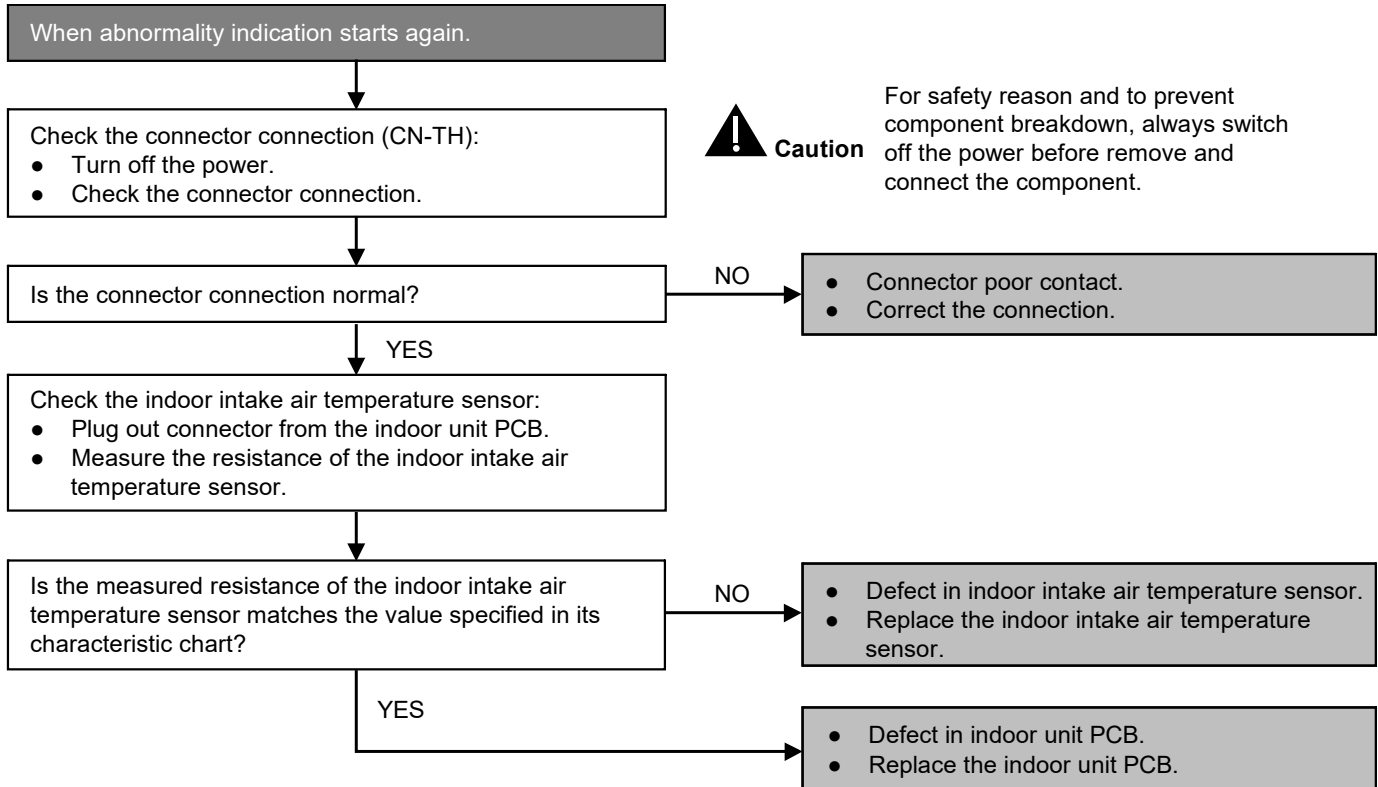 When abnormality indication starts again.
Check the connector connection (CN-TH):
● Turn off the power.
● Check the connector connection.
Caution
For safety reason and to prevent
component breakdown, always switch
off the power before remove and
connect the component.
Is the connector connection normal?
NO
● Connector poor contact.
● Correct the connection.
YES
Check the indoor intake air temperature sensor:
● Plug out connector from the indoor unit PCB.
● Measure the resistance of the indoor intake air
temperature sensor.
Is the measured resistance of the indoor intake air
temperature sensor matches the value specified in its
characteristic chart?
NO
● Defect in indoor intake air temperature sensor.
● Replace the indoor intake air temperature
sensor.
YES
● Defect in indoor unit PCB.
● Replace the indoor unit PCB.